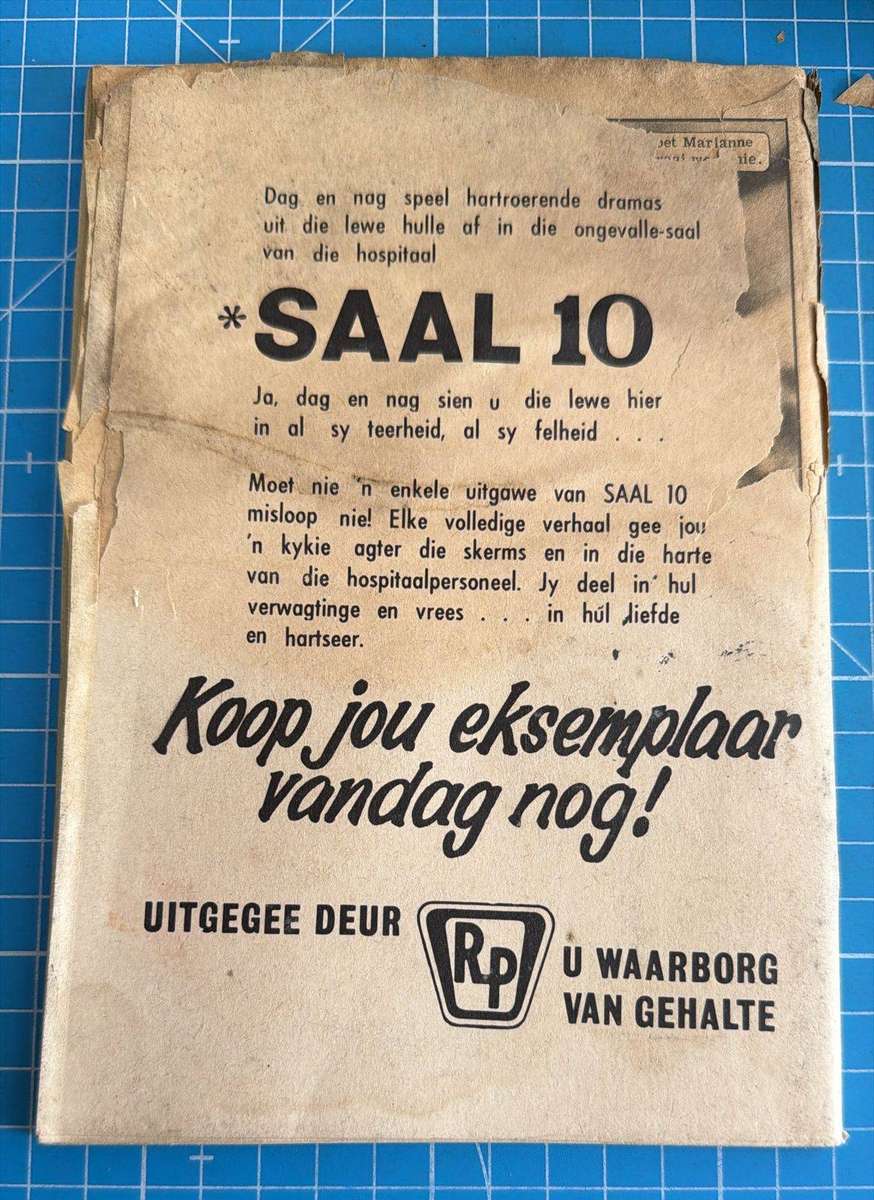 Marianne
nie.
Dag en nag speel hartroerende dramas
uit die lewe hulle af in die ongevalle-saal
van die hospitaal
*SAAL 10
Ja, dag en nag sien u die lewe hier
in al sy teerheid, al sy felheid . . .
Moet nie 'n enkele uitgawe van SAAL 10
misloop nie! Elke volledige verhaal gee jou
'n kykie agter die skerms en in die harte
van die hospitaalpersoneel. Jy deel in hul
verwagtinge en vrees . . . in húl liefde
en hartseer.
Koop jou eksemplaar
vandag nog!
UITGEGEE DEUR
RP
U WAARBORG
VAN GEHALTE